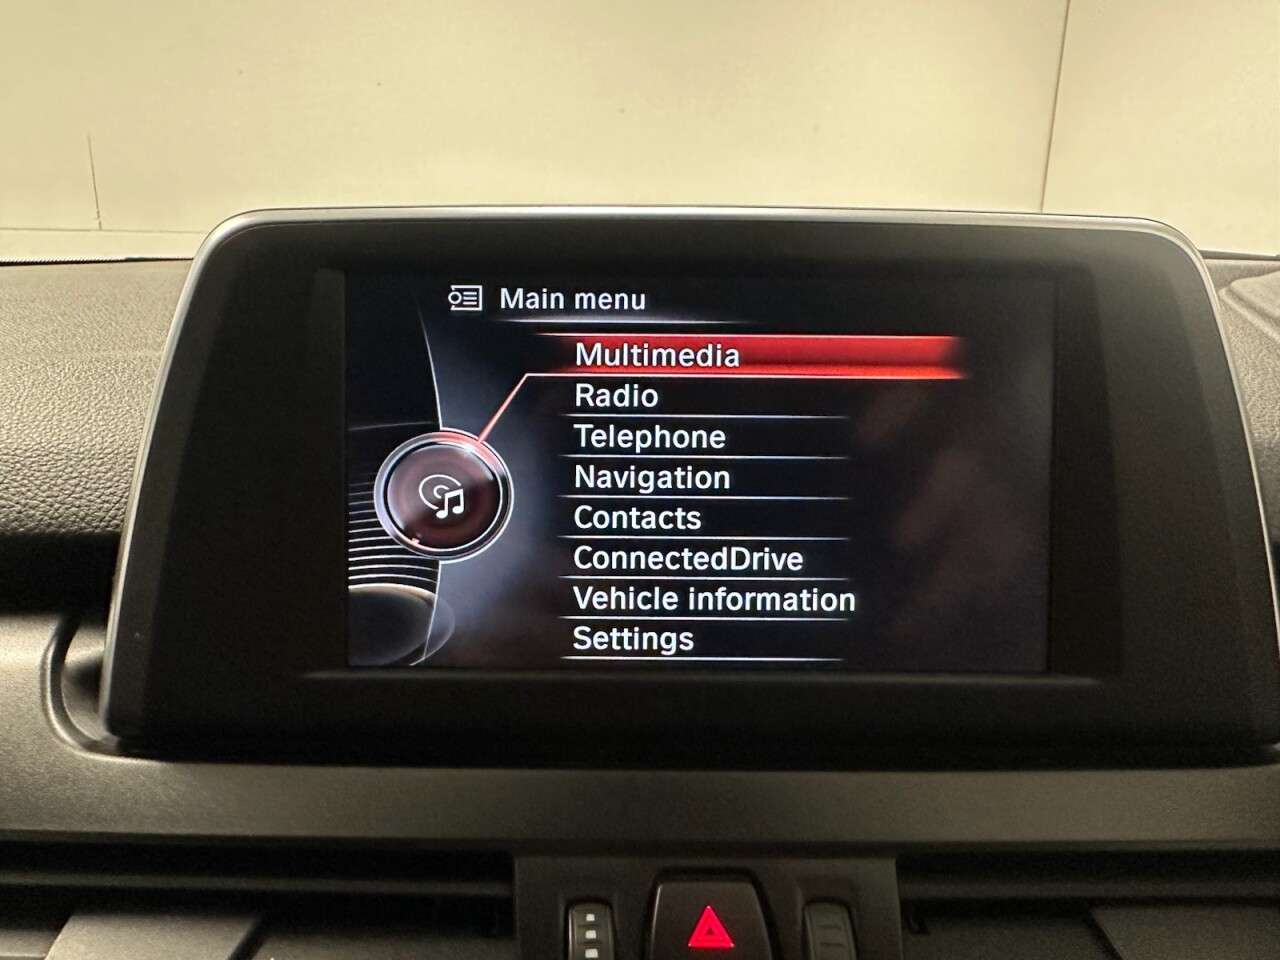 Main menu
Multimedia
Radio
Telephone
Navigation
Contacts
ConnectedDrive
Vehicle information
Settings